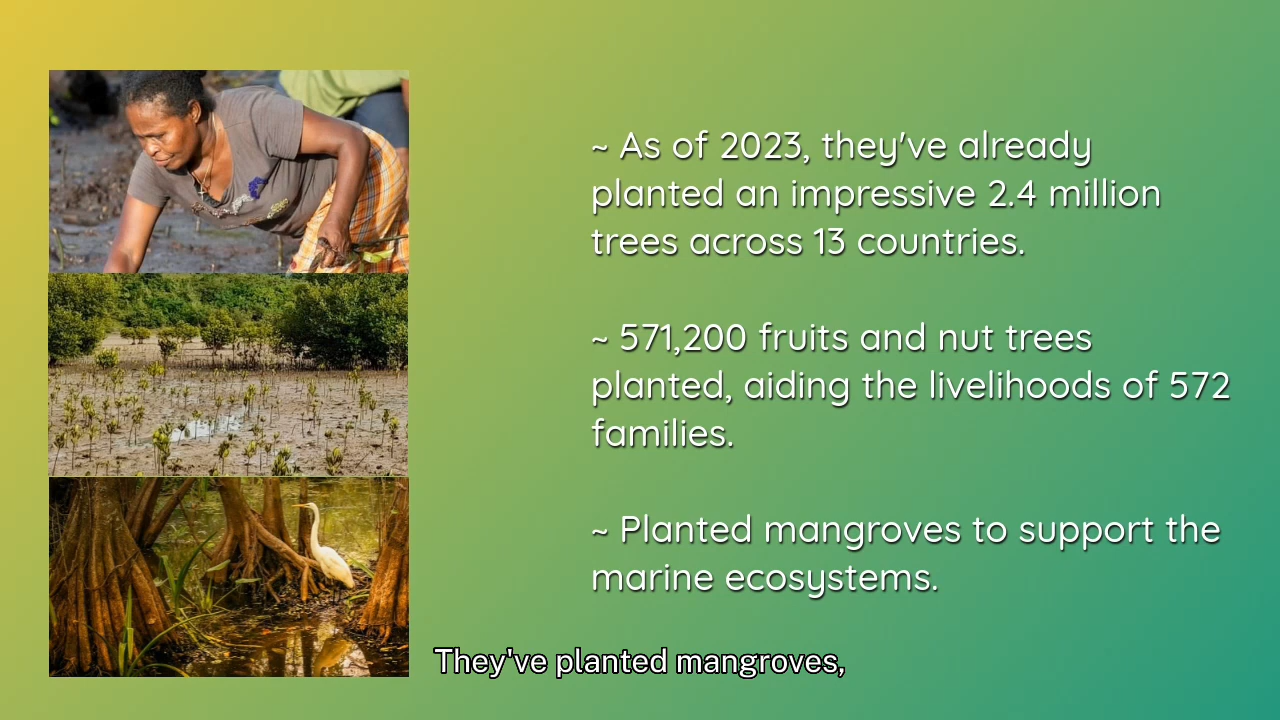 ~ As of 2023, they've already
planted an impressive 2.4 million
trees across 13 countries.
~ 571,200 fruits and nut trees
planted, aiding the livelihoods of 572
families.
~ Planted mangroves to support the
marine ecosystems.
They've planted mangroves,